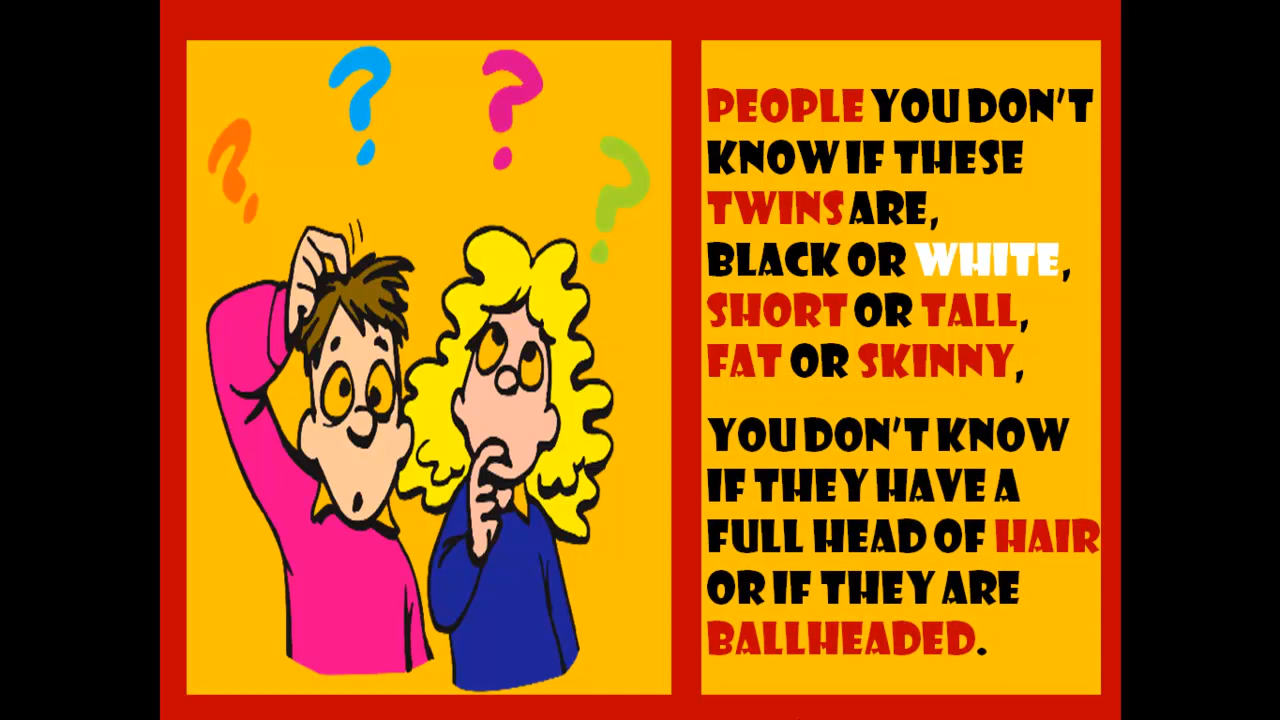 ?
?
?
?
PEOPLE YOU DON'T
KNOW IF THESE
TWINS ARE,
BLACK OR WHITE,
SHORT OR TALL,
FAT OR SKINNY,
YOU DON'T KNOW
IF THEY HAVE A
FULL HEAD OF HAIR
OR IF THEY ARE
BALLHEADED.